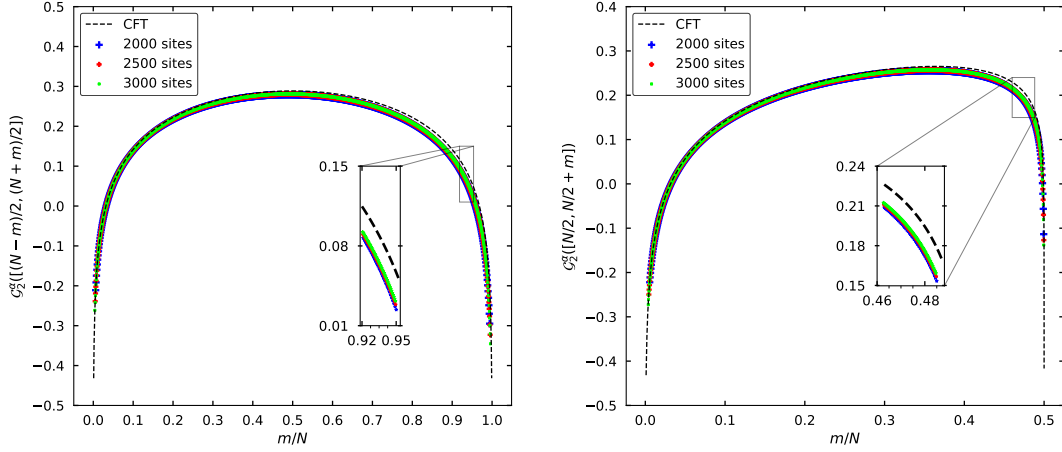 CFT
2000 sites
2500 sites
3000 sites
0.5
0.4
0.3
0.2
0.1
0.0
−0.1
−0.2
−0.3
−0.4
−0.5
0.0 0.1 0.2 0.3 0.4 0.5 0.6 0.7 0.8 0.9 1.0
m/N
𝒢₂^α([(N − m)/2, (N + m)/2])
0.15
0.08
0.01
0.92 0.95
CFT
2000 sites
2500 sites
3000 sites
0.4
0.3
0.2
0.1
0.0
−0.1
−0.2
−0.3
−0.4
−0.5
0.0 0.1 0.2 0.3 0.4 0.5
m/N
𝒢₂^α([N/2, N/2 + m])
0.24
0.21
0.18
0.15
0.46 0.48